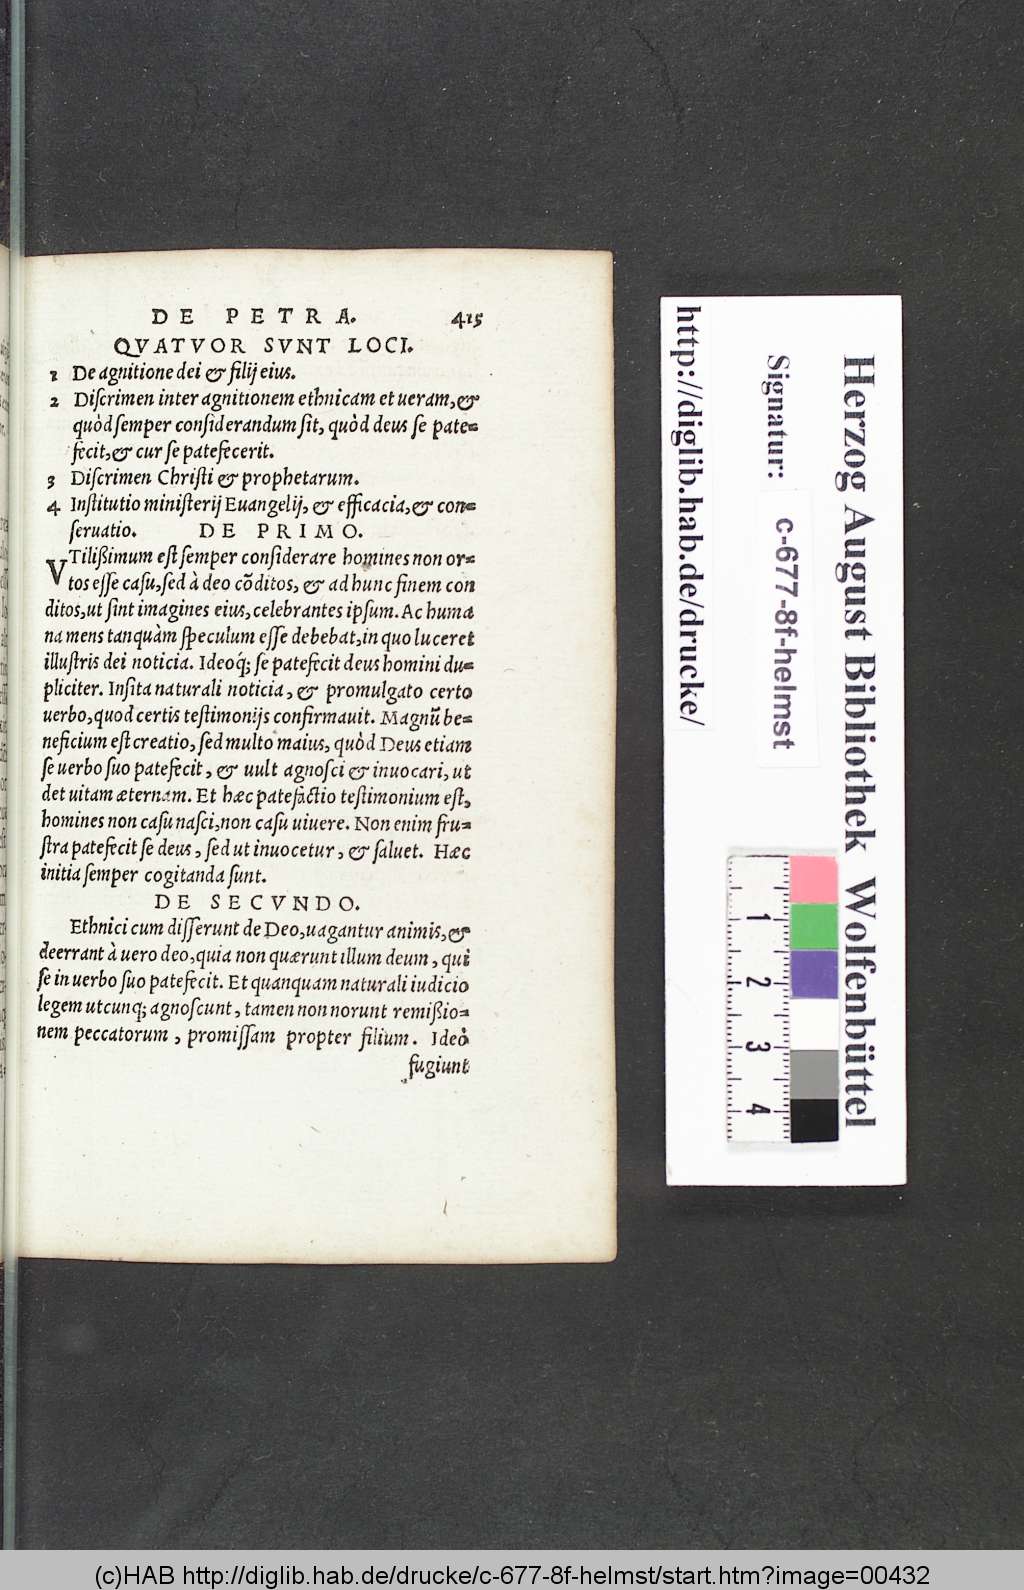 DE PETRA. 415
QVATVOR SVNT LOCI.
1 De agnitione dei & filij eius.
2 Discrimen inter agnitionem ethnicam et ueram, &
quòd semper considerandum sit, quòd deus se pate=
fecit, & cur se patefecerit.
3 Discrimen Christi & prophetarum.
4 Institutio ministerij Euangelij, & efficacia, & con=
seruatio. DE PRIMO.
VTilißimum est semper considerare homines non or=
tos esse casu, sed à deo cōditos, & ad hunc finem con
ditos, ut sint imagines eius, celebrantes ipsum. Ac huma
na mens tanquàm speculum esse debebat, in quo luceret
illustris dei noticia. Ideoq́; se patefecit deus homini du=
pliciter. Insita naturali noticia, & promulgato certo
uerbo, quod certis testimonijs confirmauit. Magnū be=
neficium est creatio, sed multo maius, quòd Deus etiam
se uerbo suo patefecit, & uult agnosci & inuocari, ut
det uitam æternam. Et hæc patefactio testimonium est,
homines non casu nasci, non casu uiuere. Non enim fru=
stra patefecit se deus, sed ut inuocetur, & saluet. Hæc
initia semper cogitanda sunt.
DE SECVNDO.
Ethnici cum disserunt de Deo, uagantur animis, &
deerrant à uero deo, quia non quærunt illum deum, qui
se in uerbo suo patefecit. Et quanquam naturali iudicio
legem utcunq; agnoscunt, tamen non norunt remißio=
nem peccatorum, promissam propter filium. Ideò
fugiunt
http://diglib.hab.de/drucke/
Signatur:
c-677-8f-helmst
Herzog August Bibliothek Wolfenbüttel
1 2 3 4
(c)HAB http://diglib.hab.de/drucke/c-677-8f-helmst/start.htm?image=00432